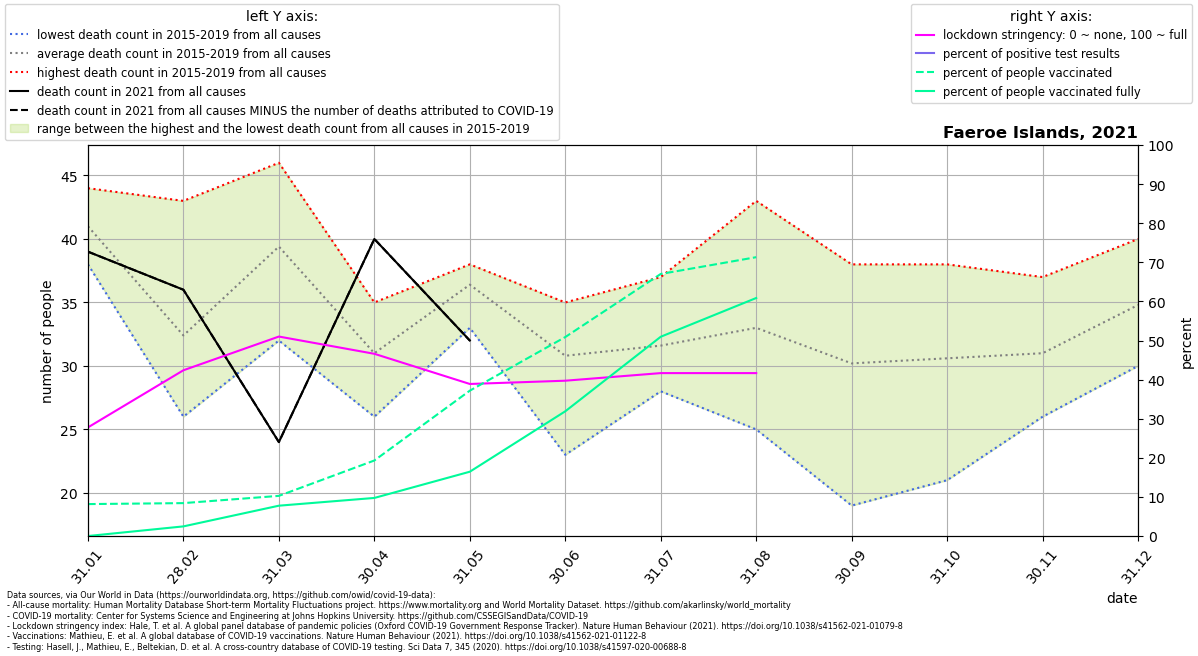 left Y axis:
lowest death count in 2015-2019 from all causes
average death count in 2015-2019 from all causes
highest death count in 2015-2019 from all causes
death count in 2021 from all causes
death count in 2021 from all causes MINUS the number of deaths attributed to COVID-19
range between the highest and the lowest death count from all causes in 2015-2019
right Y axis:
lockdown stringency: 0 ~ none, 100 ~ full
percent of positive test results
percent of people vaccinated
percent of people vaccinated fully
Faeroe Islands, 2021
number of people
45
40
35
30
25
20
100
90
80
70
60
50
40
30
20
10
0
percent
31.01
28.02
31.03
30.04
31.05
30.06
31.07
31.08
30.09
31.10
30.11
31.12
date
Data sources, via Our World in Data (https://ourworldindata.org, https://github.com/owid/covid-19-data):
- All-cause mortality: Human Mortality Database Short-term Mortality Fluctuations project. https://www.mortality.org and World Mortality Dataset. https://github.com/akarlinsky/world_mortality
- COVID-19 mortality: Center for Systems Science and Engineering at Johns Hopkins University. https://github.com/CSSEGISandData/COVID-19
- Lockdown stringency index: Hale, T. et al. A global panel database of pandemic policies (Oxford COVID-19 Government Response Tracker). Nature Human Behaviour (2021). https://doi.org/10.1038/s41562-021-01079-8
- Vaccinations: Mathieu, E. et al. A global database of COVID-19 vaccinations. Nature Human Behaviour (2021). https://doi.org/10.1038/s41562-021-01122-8
- Testing: Hasell, J., Mathieu, E., Beltekian, D. et al. A cross-country database of COVID-19 testing. Sci Data 7, 345 (2020). https://doi.org/10.1038/s41597-020-00688-8